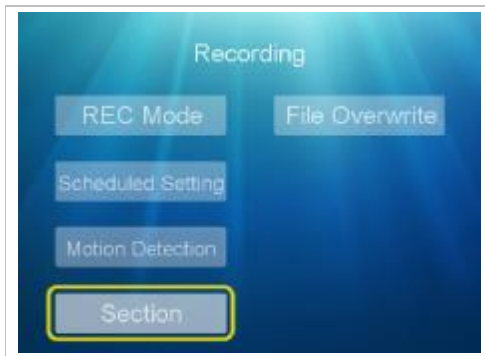 Recording
REC Mode
File Overwrite
Scheduled Setting
Motion Detection
Section